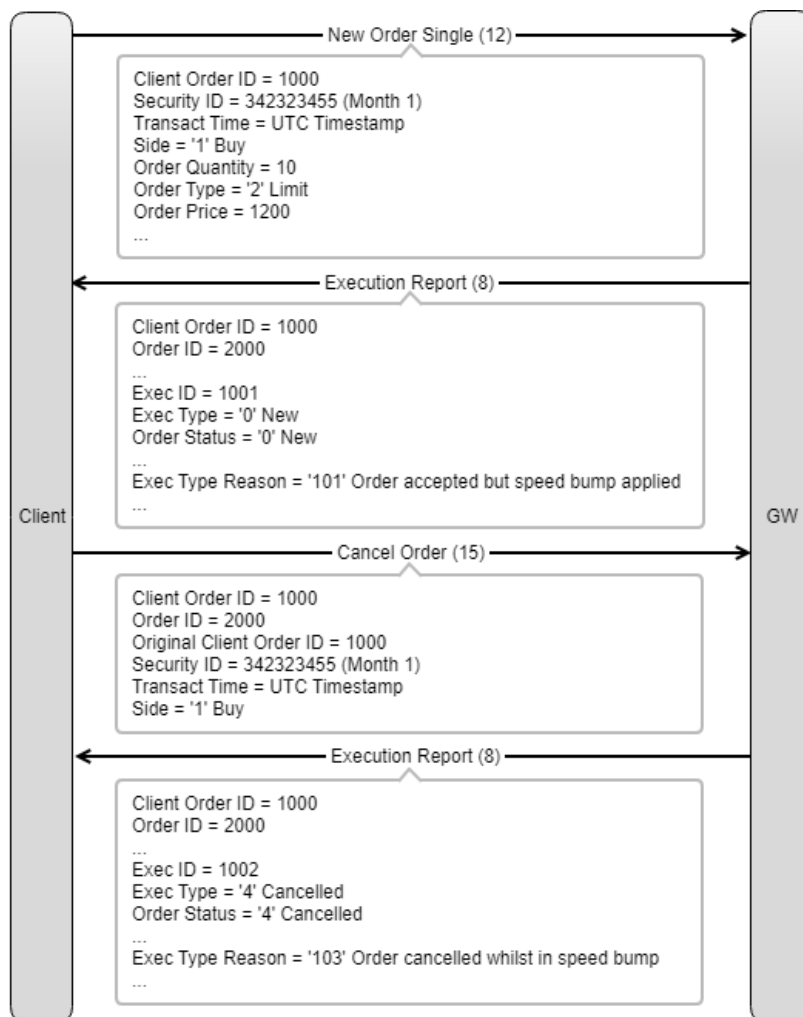 New Order Single (12)
Client Order ID = 1000
Security ID = 342323455 (Month 1)
Transact Time = UTC Timestamp
Side = '1' Buy
Order Quantity = 10
Order Type = '2' Limit
Order Price = 1200
...
Execution Report (8)
Client Order ID = 1000
Order ID = 2000
...
Exec ID = 1001
Exec Type = '0' New
Order Status = '0' New
...
Exec Type Reason = '101' Order accepted but speed bump applied
...
Client
GW
Cancel Order (15)
Client Order ID = 1000
Order ID = 2000
Original Client Order ID = 1000
Security ID = 342323455 (Month 1)
Transact Time = UTC Timestamp
Side = '1' Buy
Execution Report (8)
Client Order ID = 1000
Order ID = 2000
...
Exec ID = 1002
Exec Type = '4' Cancelled
Order Status = '4' Cancelled
...
Exec Type Reason = '103' Order cancelled whilst in speed bump
...